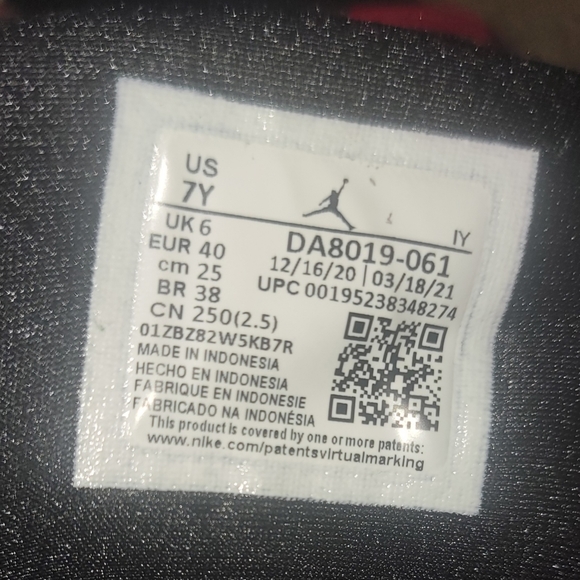 US
7Y
UK 6
EUR 40
cm 25
BR 38
CN 250(2.5)
IY
DA8019-061
12/16/20 | 03/18/21
UPC 00195238348274
01ZBZ82W5KB7R
MADE IN INDONESIA
HECHO EN INDONESIA
FABRIQUE EN INDONESIE
FABRICADO NA INDONÉSIA
This product is covered by one or more patents:
www.nike.com/patentsvirtualmarking